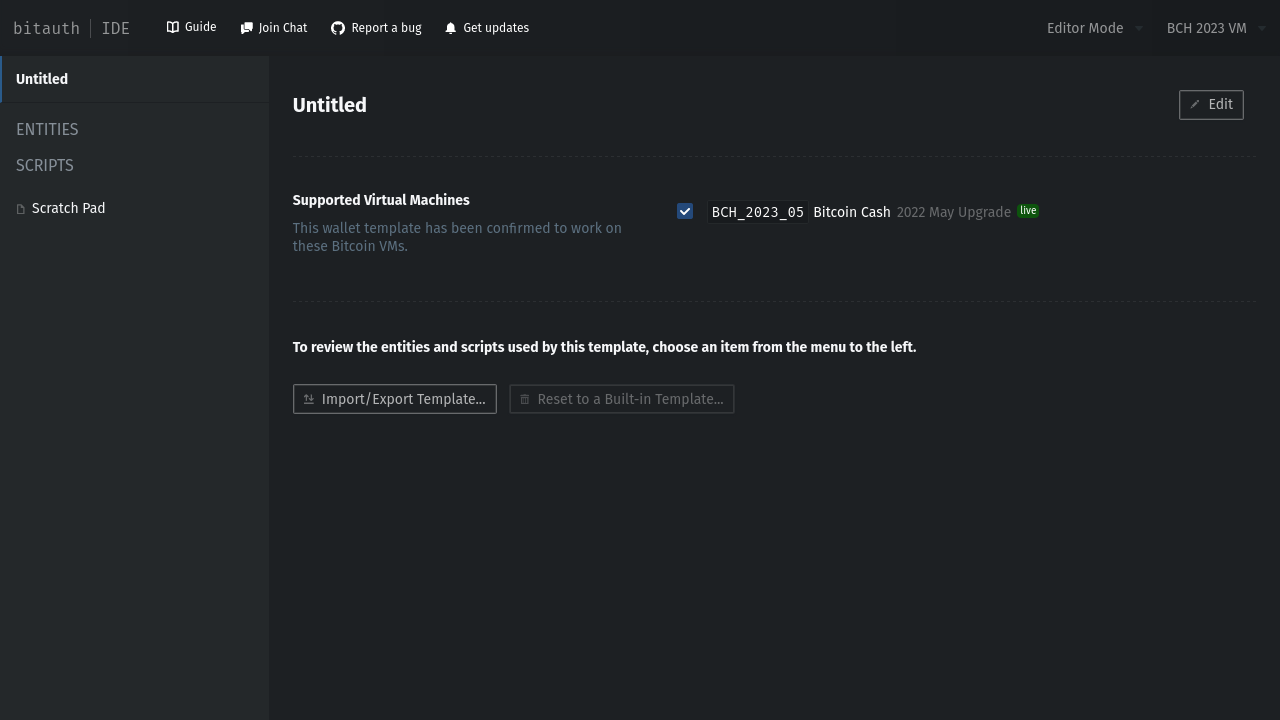 bitauth IDE Guide Join Chat Report a bug Get updates Editor Mode BCH 2023 VM
Untitled
ENTITIES
SCRIPTS
Scratch Pad
Untitled
Edit
Supported Virtual Machines
This wallet template has been confirmed to work on
these Bitcoin VMs.
BCH_2023_05 Bitcoin Cash 2022 May Upgrade live
To review the entities and scripts used by this template, choose an item from the menu to the left.
Import/Export Template... Reset to a Built-in Template...